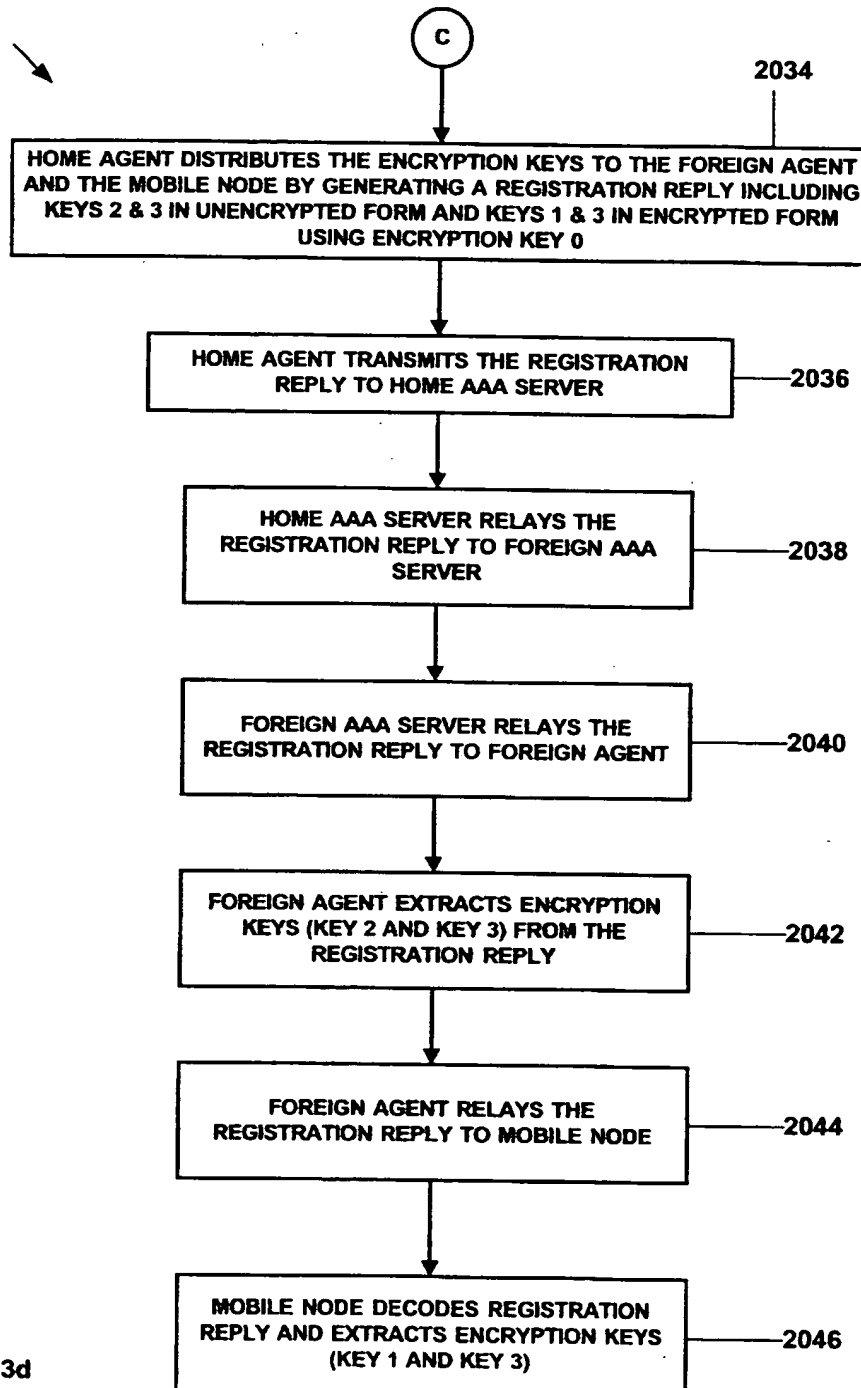 C
2034
HOME AGENT DISTRIBUTES THE ENCRYPTION KEYS TO THE FOREIGN AGENT
AND THE MOBILE NODE BY GENERATING A REGISTRATION REPLY INCLUDING
KEYS 2 & 3 IN UNENCRYPTED FORM AND KEYS 1 & 3 IN ENCRYPTED FORM
USING ENCRYPTION KEY 0
HOME AGENT TRANSMITS THE REGISTRATION
REPLY TO HOME AAA SERVER
2036
HOME AAA SERVER RELAYS THE
REGISTRATION REPLY TO FOREIGN AAA
SERVER
2038
FOREIGN AAA SERVER RELAYS THE
REGISTRATION REPLY TO FOREIGN AGENT
2040
FOREIGN AGENT EXTRACTS ENCRYPTION
KEYS (KEY 2 AND KEY 3) FROM THE
REGISTRATION REPLY
2042
FOREIGN AGENT RELAYS THE
REGISTRATION REPLY TO MOBILE NODE
2044
MOBILE NODE DECODES REGISTRATION
REPLY AND EXTRACTS ENCRYPTION KEYS
(KEY 1 AND KEY 3)
2046
3d